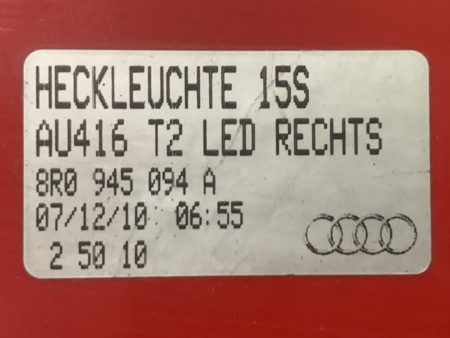 HECKLEUCHTE 15S
AU416 T2 LED RECHTS
8R0 945 094 A
07/12/10 06:55
2 50 10